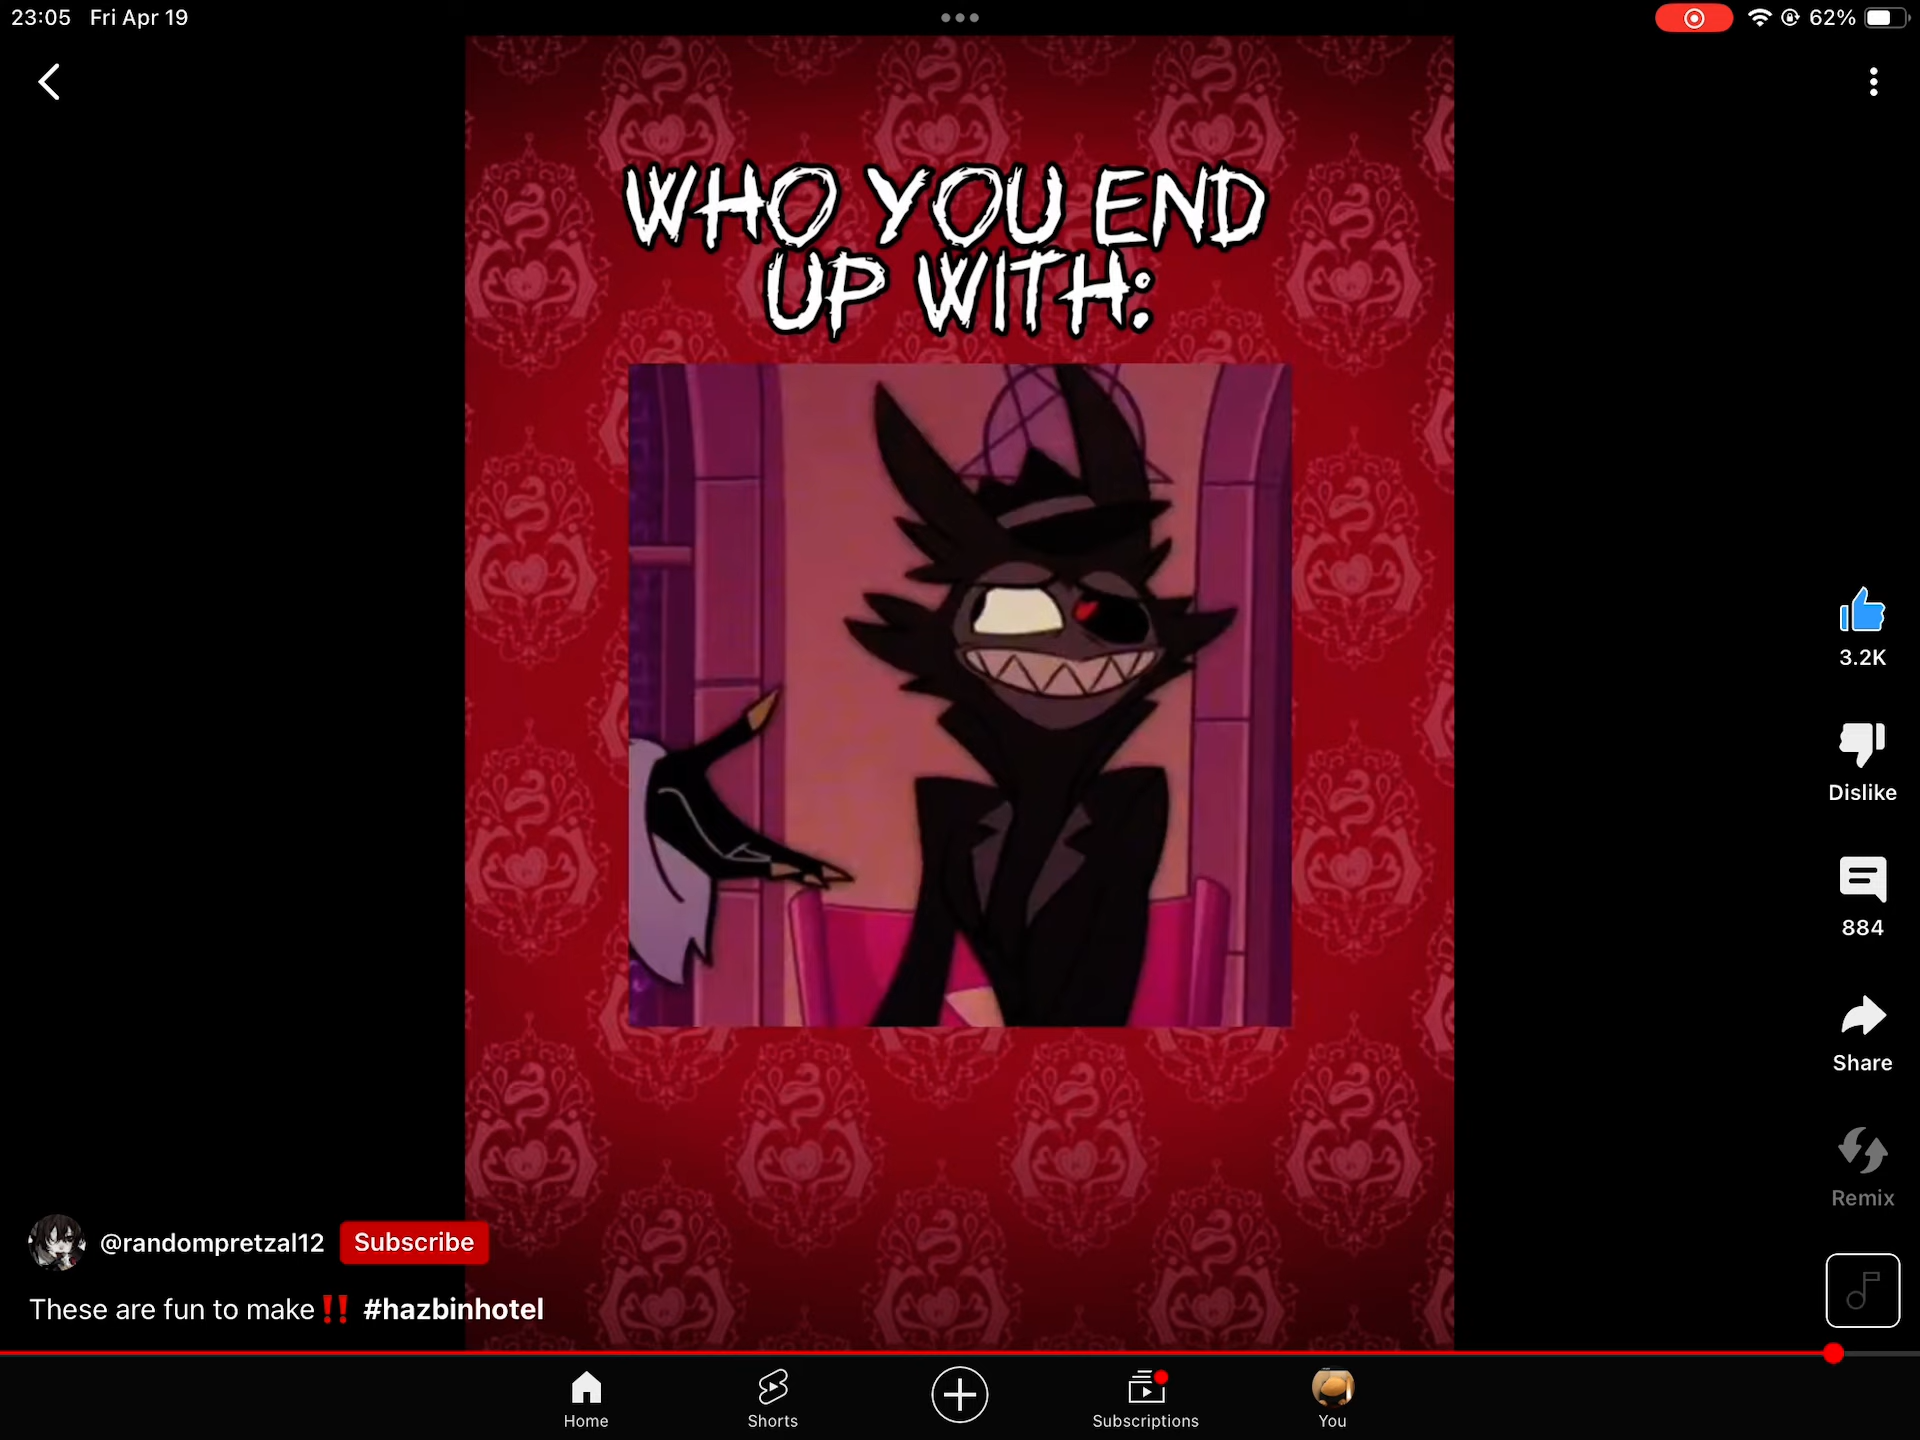 23:05 Fri Apr 19
62%
WHO YOU END
UP WITH:
3.2K
Dislike
884
Share
Remix
@randompretzal12 Subscribe
These are fun to make‼️ #hazbinhotel
Home Shorts Subscriptions You